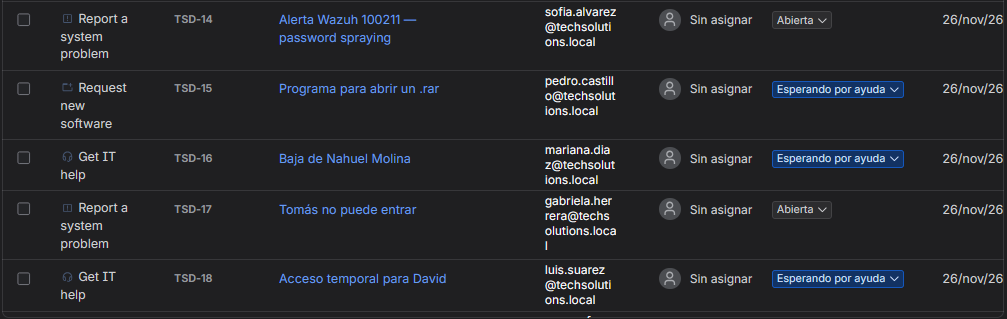 Report a
system
problem
TSD-14
Alerta Wazuh 100211 —
password spraying
sofia.alvarez
@techsoluti
ons.local
Sin asignar
Abierta
26/nov/26
Request
new
software
TSD-15
Programa para abrir un .rar
pedro.castill
o@techsolut
ions.local
Sin asignar
Esperando por ayuda
26/nov/26
Get IT
help
TSD-16
Baja de Nahuel Molina
mariana.dia
z@techsolut
ions.local
Sin asignar
Esperando por ayuda
26/nov/26
Report a
system
problem
TSD-17
Tomás no puede entrar
gabriela.her
rera@techs
olutions.loca
l
Sin asignar
Abierta
26/nov/26
Get IT
help
TSD-18
Acceso temporal para David
luis.suarez
@techsoluti
ons.local
Sin asignar
Esperando por ayuda
26/nov/26